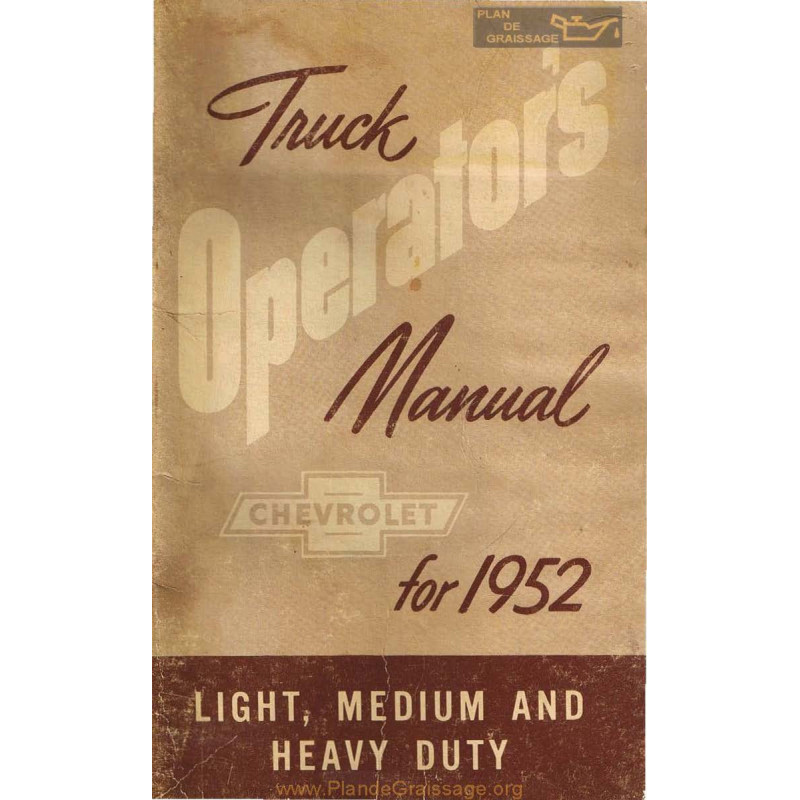 PLAN
DE
GRAISSAGE
Truck
Operator's
Manual
CHEVROLET
for 1952
LIGHT, MEDIUM AND
HEAVY DUTY
www.PlandeGraissage.org